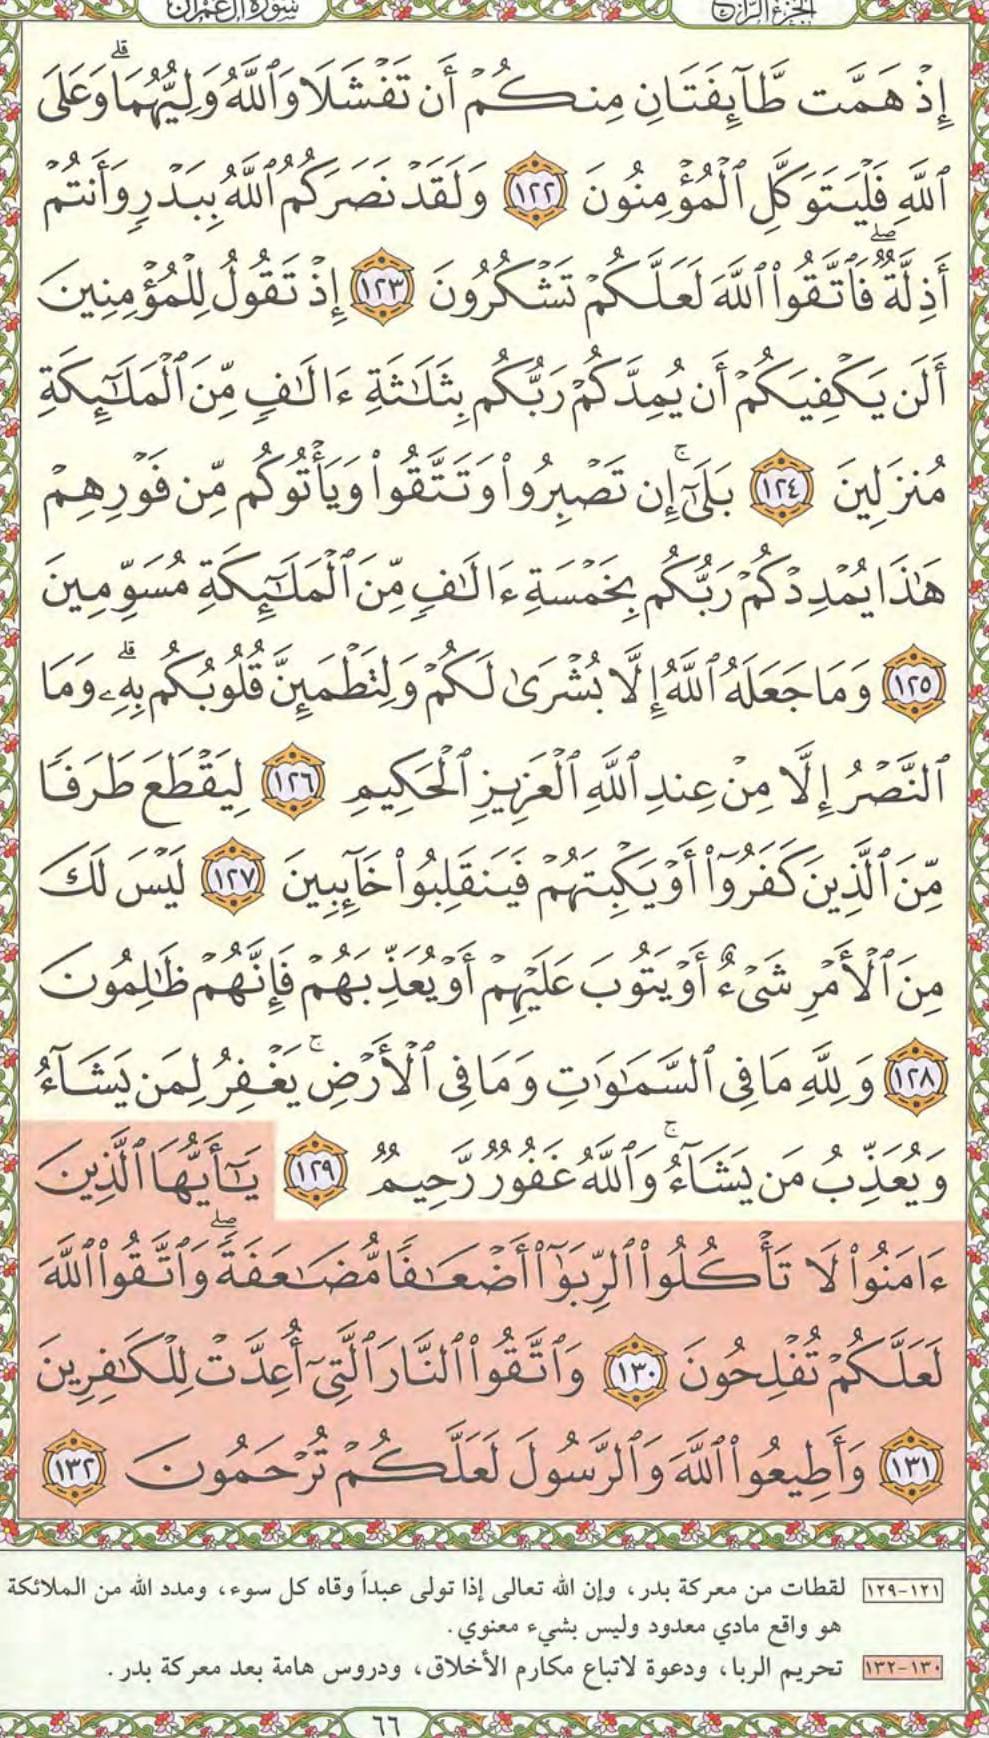 سورة آل عمران
الجزء الرابع
إِذْ هَمَّت طَّآئِفَتَانِ مِنكُمْ أَن تَفْشَلَا وَٱللَّهُ وَلِيُّهُمَا ۗ وَعَلَى
ٱللَّهِ فَلْيَتَوَكَّلِ ٱلْمُؤْمِنُونَ ١٢٢ وَلَقَدْ نَصَرَكُمُ ٱللَّهُ بِبَدْرٍ وَأَنتُمْ
أَذِلَّةٌ ۖ فَٱتَّقُوا۟ ٱللَّهَ لَعَلَّكُمْ تَشْكُرُونَ ١٢٣ إِذْ تَقُولُ لِلْمُؤْمِنِينَ
أَلَن يَكْفِيَكُمْ أَن يُمِدَّكُمْ رَبُّكُم بِثَلَٰثَةِ ءَالَٰفٍ مِّنَ ٱلْمَلَٰٓئِكَةِ
مُنزَلِينَ ١٢٤ بَلَىٰٓ ۚ إِن تَصْبِرُوا۟ وَتَتَّقُوا۟ وَيَأْتُوكُم مِّن فَوْرِهِمْ
هَٰذَا يُمْدِدْكُمْ رَبُّكُم بِخَمْسَةِ ءَالَٰفٍ مِّنَ ٱلْمَلَٰٓئِكَةِ مُسَوِّمِينَ
١٢٥ وَمَا جَعَلَهُ ٱللَّهُ إِلَّا بُشْرَىٰ لَكُمْ وَلِتَطْمَئِنَّ قُلُوبُكُم بِهِۦ ۗ وَمَا
ٱلنَّصْرُ إِلَّا مِنْ عِندِ ٱللَّهِ ٱلْعَزِيزِ ٱلْحَكِيمِ ١٢٦ لِيَقْطَعَ طَرَفًا
مِّنَ ٱلَّذِينَ كَفَرُوٓا۟ أَوْ يَكْبِتَهُمْ فَيَنقَلِبُوا۟ خَآئِبِينَ ١٢٧ لَيْسَ لَكَ
مِنَ ٱلْأَمْرِ شَىْءٌ أَوْ يَتُوبَ عَلَيْهِمْ أَوْ يُعَذِّبَهُمْ فَإِنَّهُمْ ظَٰلِمُونَ
١٢٨ وَلِلَّهِ مَا فِى ٱلسَّمَٰوَٰتِ وَمَا فِى ٱلْأَرْضِ ۚ يَغْفِرُ لِمَن يَشَآءُ
وَيُعَذِّبُ مَن يَشَآءُ ۚ وَٱللَّهُ غَفُورٌ رَّحِيمٌ ١٢٩ يَٰٓأَيُّهَا ٱلَّذِينَ
ءَامَنُوا۟ لَا تَأْكُلُوا۟ ٱلرِّبَوٰٓا۟ أَضْعَٰفًا مُّضَٰعَفَةً ۖ وَٱتَّقُوا۟ ٱللَّهَ
لَعَلَّكُمْ تُفْلِحُونَ ١٣٠ وَٱتَّقُوا۟ ٱلنَّارَ ٱلَّتِىٓ أُعِدَّتْ لِلْكَٰفِرِينَ
١٣١ وَأَطِيعُوا۟ ٱللَّهَ وَٱلرَّسُولَ لَعَلَّكُمْ تُرْحَمُونَ ١٣٢
١٢١-١٢٩ لقطات من معركة بدر، وإن الله تعالى إذا تولى عبداً وقاه كل سوء، ومدد الله من الملائكة
هو واقع مادي معدود وليس بشيء معنوي.
١٣٠-١٣٢ تحريم الربا، ودعوة لاتباع مكارم الأخلاق، ودروس هامة بعد معركة بدر.
٦٦